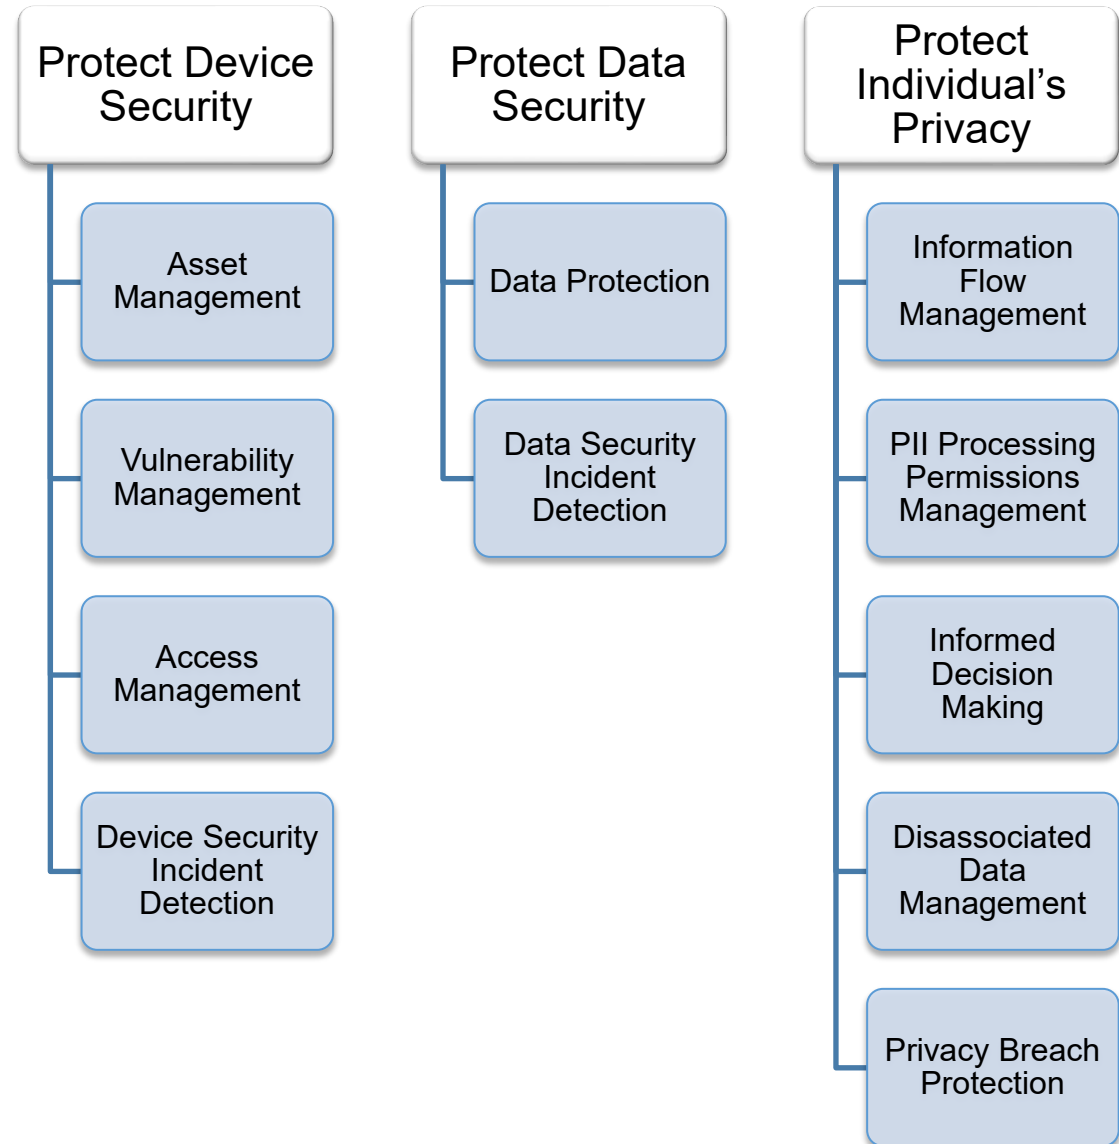 Protect Device
Security
Asset
Management
Vulnerability
Management
Access
Management
Device Security
Incident
Detection
Protect Data
Security
Data Protection
Data Security
Incident
Detection
Protect
Individual’s
Privacy
Information
Flow
Management
PII Processing
Permissions
Management
Informed
Decision
Making
Disassociated
Data
Management
Privacy Breach
Protection